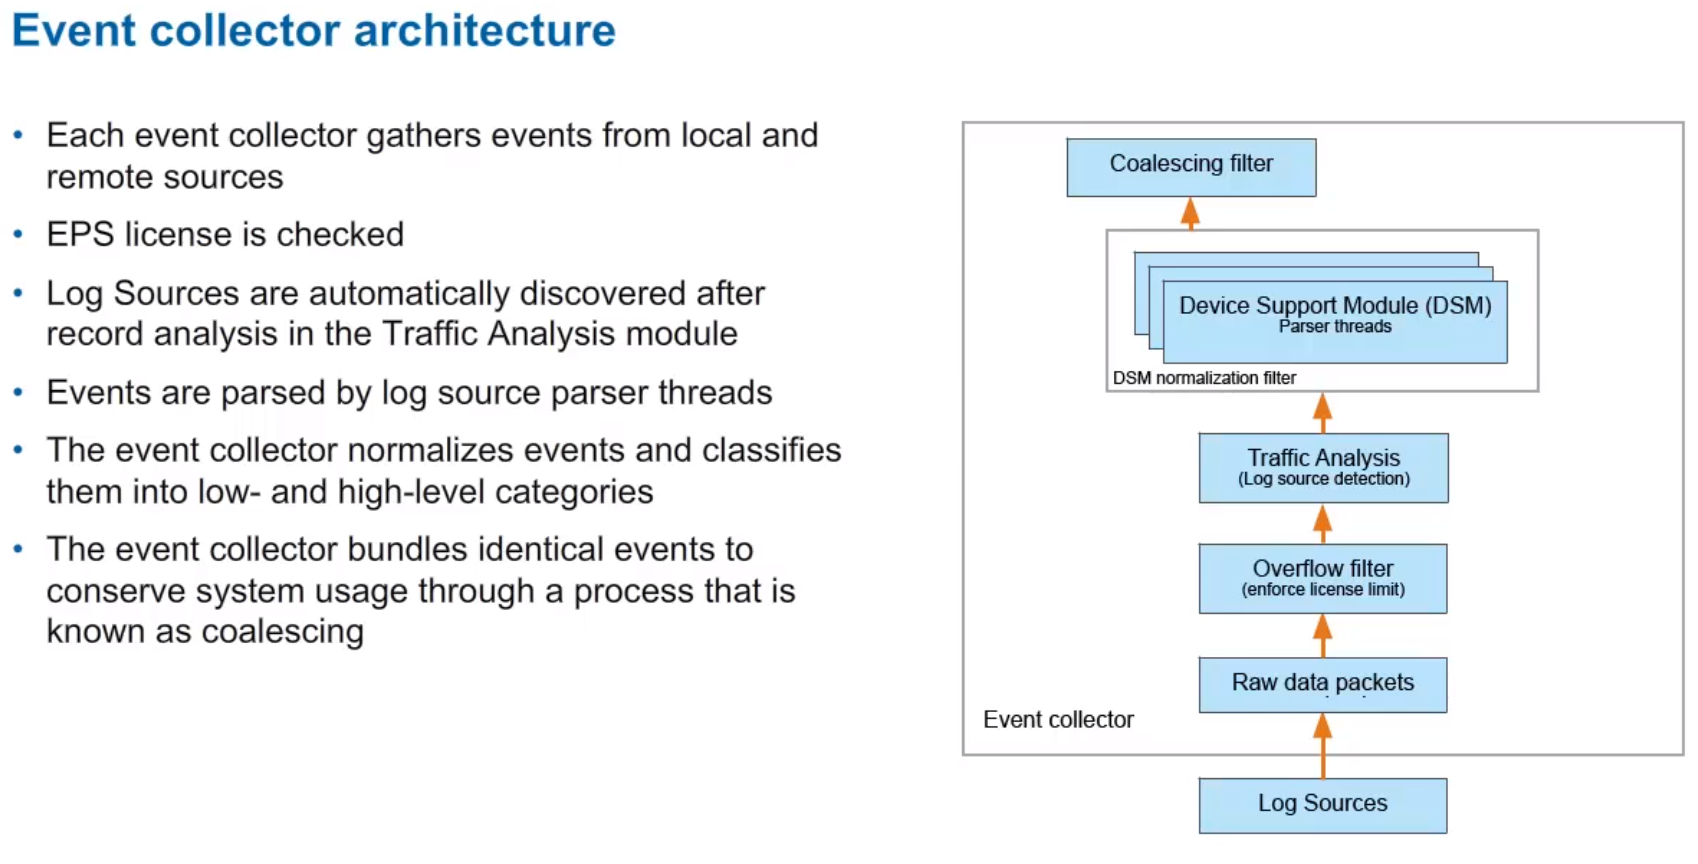 Event collector architecture
• Each event collector gathers events from local and
remote sources
• EPS license is checked
• Log Sources are automatically discovered after
record analysis in the Traffic Analysis module
• Events are parsed by log source parser threads
• The event collector normalizes events and classifies
them into low- and high-level categories
• The event collector bundles identical events to
conserve system usage through a process that is
known as coalescing
Coalescing filter
Device Support Module (DSM)
Parser threads
DSM normalization filter
Traffic Analysis
(Log source detection)
Overflow filter
(enforce license limit)
Raw data packets
Event collector
Log Sources